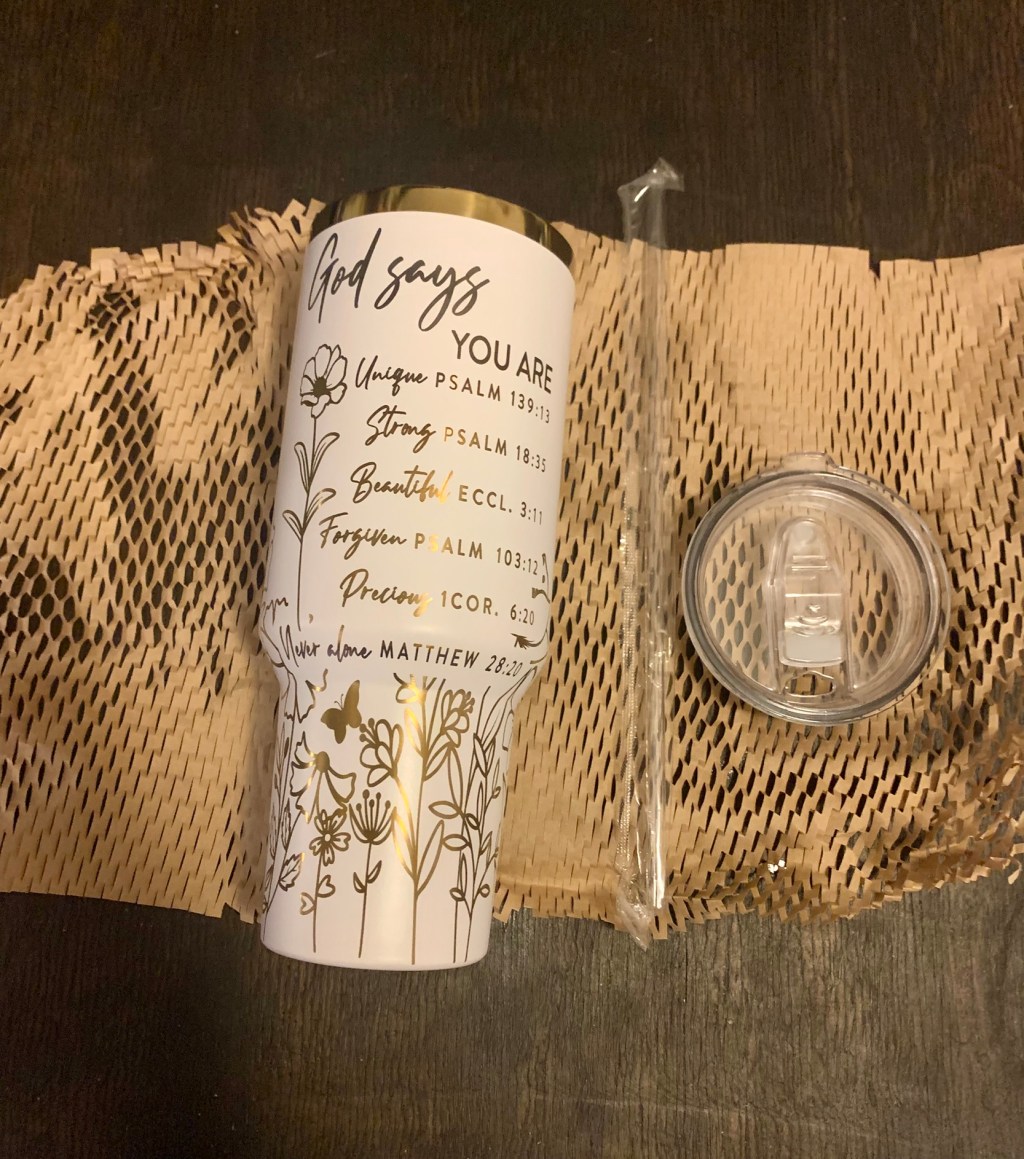 God says
YOU ARE
Unique PSALM 139:13
Strong PSALM 18:35
Beautiful ECCL. 3:11
Forgiven PSALM 103:12
Precious 1COR. 6:20
Never alone MATTHEW 28:20